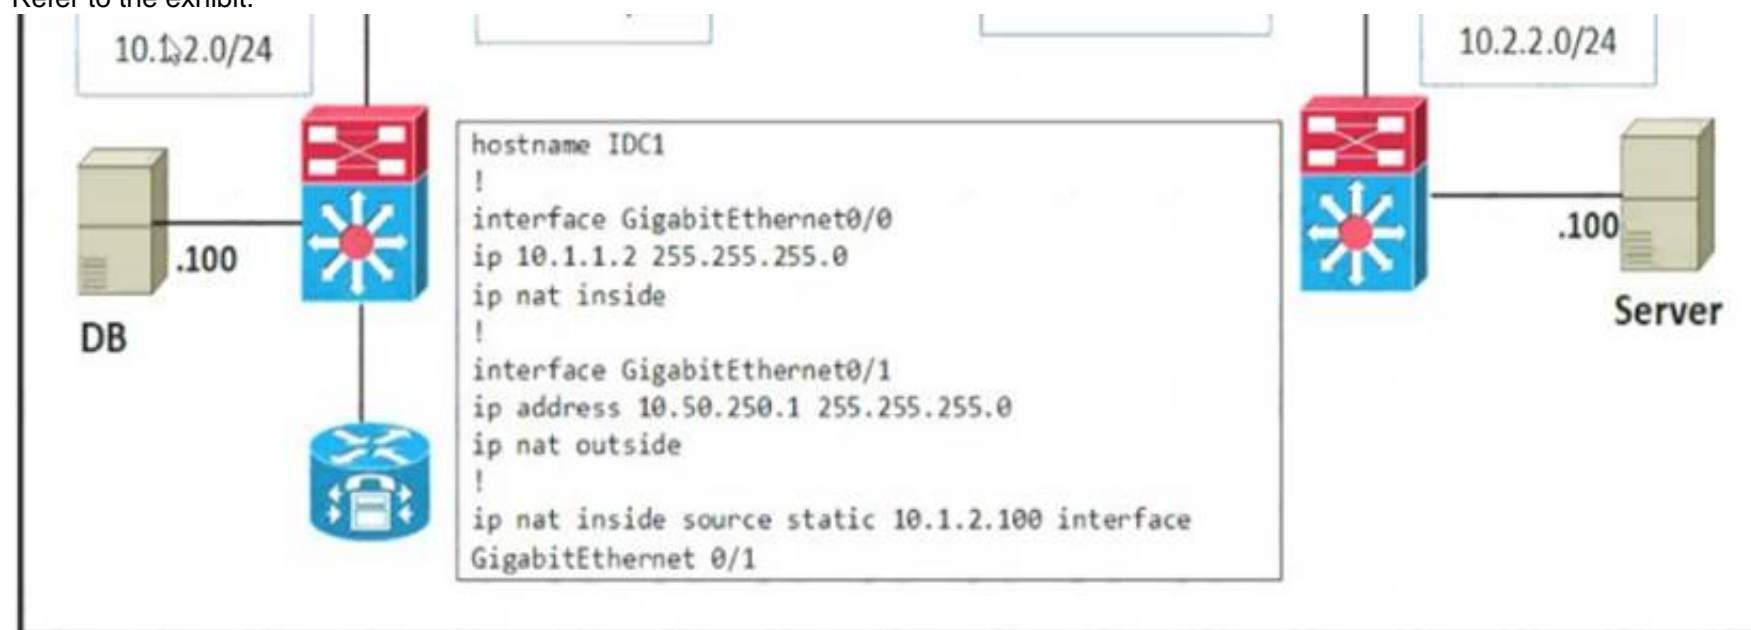 Refer to the exhibit.
10.1.2.0/24
10.2.2.0/24
hostname IDC1
!
interface GigabitEthernet0/0
ip 10.1.1.2 255.255.255.0
ip nat inside
!
interface GigabitEthernet0/1
ip address 10.50.250.1 255.255.255.0
ip nat outside
!
ip nat inside source static 10.1.2.100 interface
GigabitEthernet 0/1
.100
DB
.100
Server